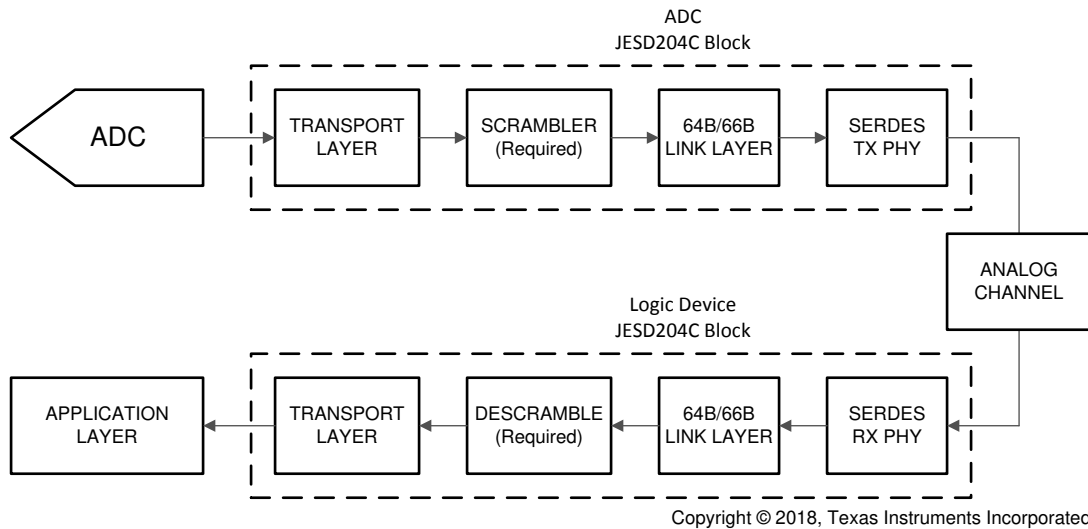 ADC
JESD204C Block
ADC
TRANSPORT
LAYER
SCRAMBLER
(Required)
64B/66B
LINK LAYER
SERDES
TX PHY
ANALOG
CHANNEL
Logic Device
JESD204C Block
APPLICATION
LAYER
TRANSPORT
LAYER
DESCRAMBLE
(Required)
64B/66B
LINK LAYER
SERDES
RX PHY
Copyright © 2018, Texas Instruments Incorporated